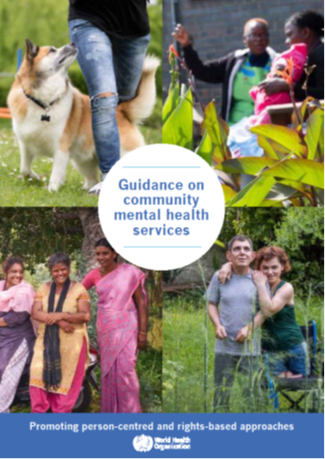 Guidance on
community
mental health
services
Promoting person-centred and rights-based approaches
World Health
Organization